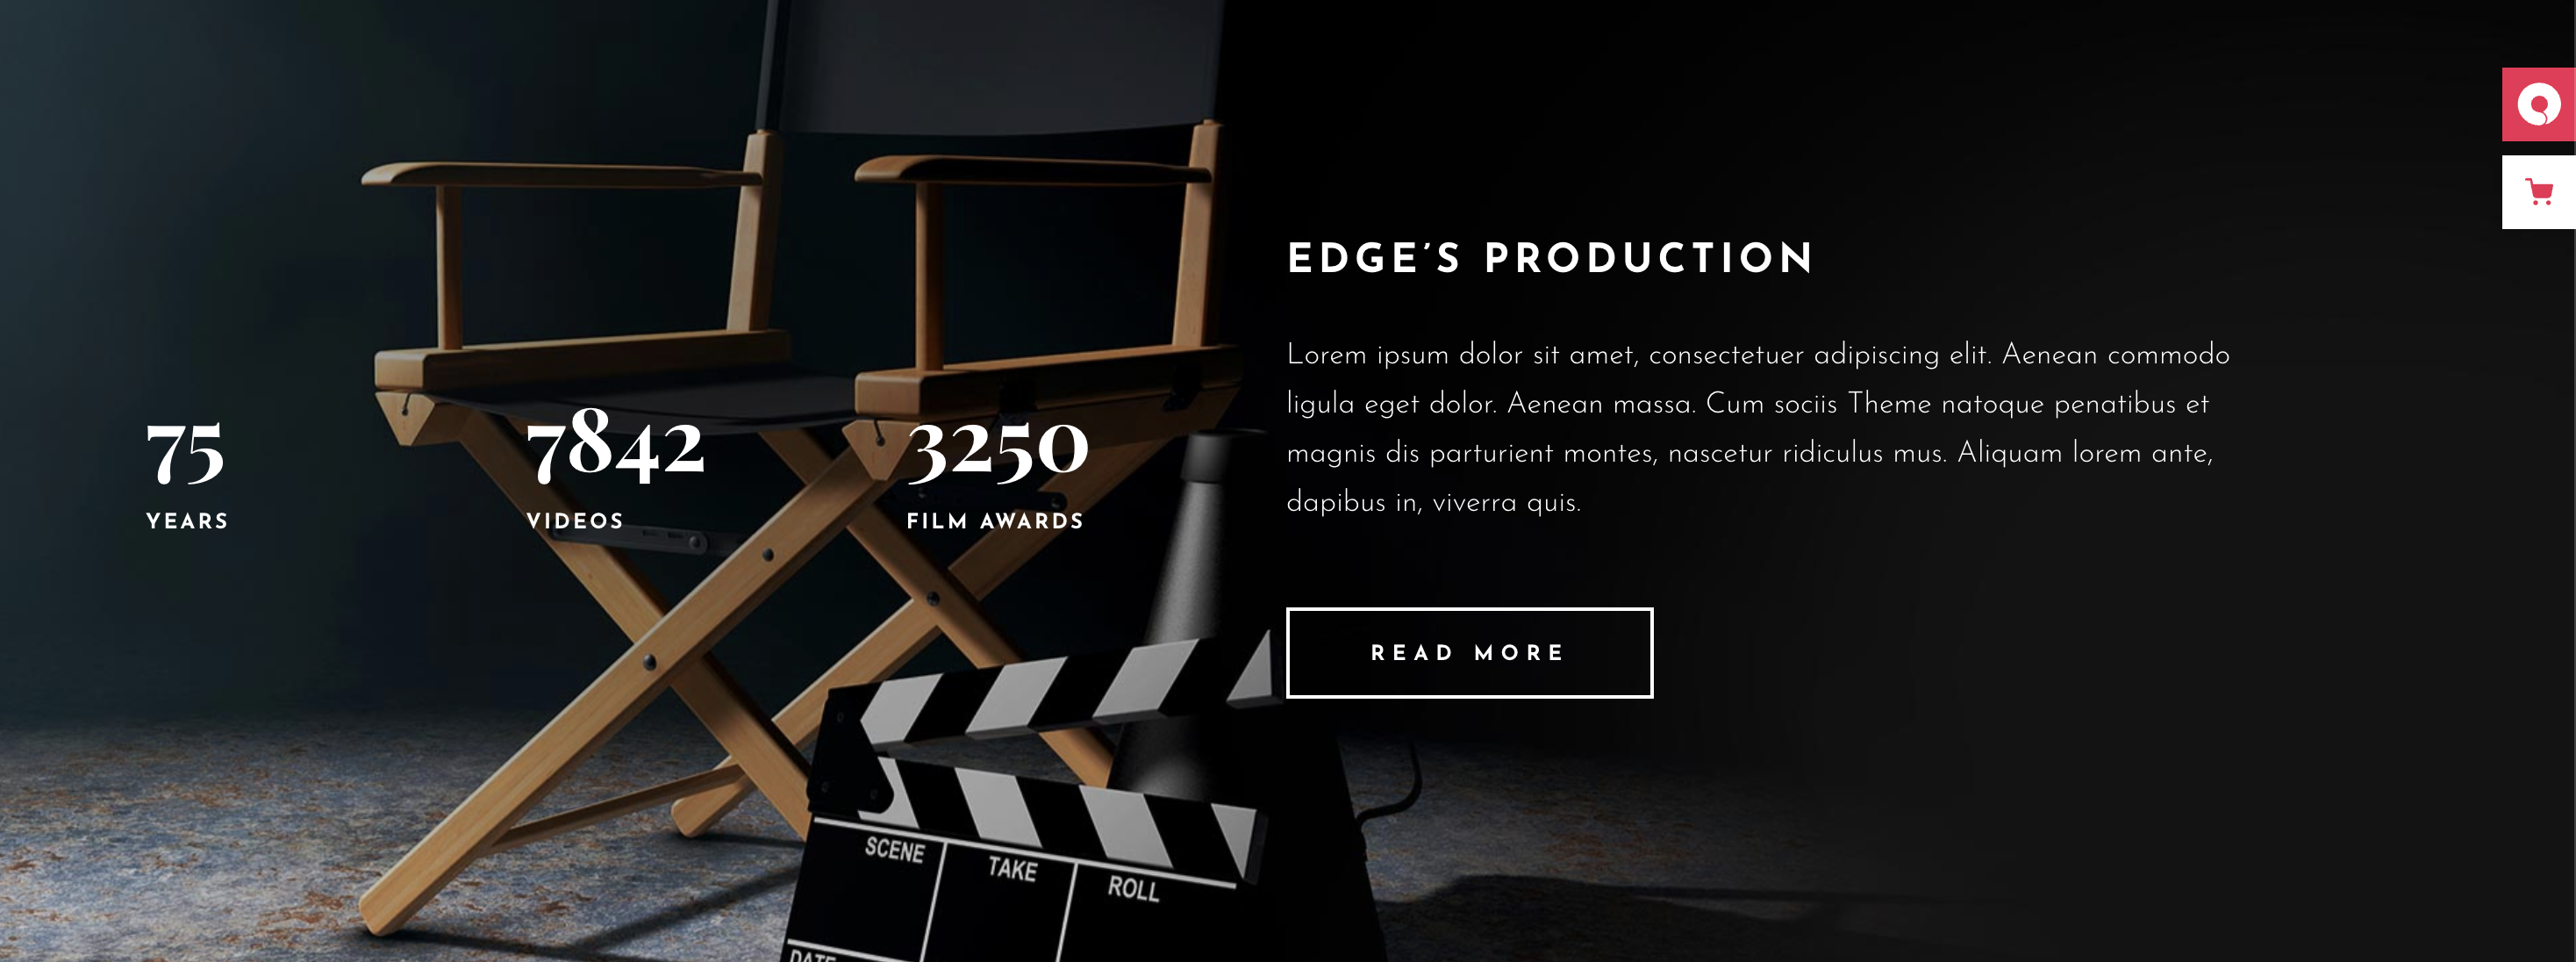 75
YEARS
7842
VIDEOS
3250
FILM AWARDS
EDGE’S PRODUCTION
Lorem ipsum dolor sit amet, consectetuer adipiscing elit. Aenean commodo
ligula eget dolor. Aenean massa. Cum sociis Theme natoque penatibus et
magnis dis parturient montes, nascetur ridiculus mus. Aliquam lorem ante,
dapibus in, viverra quis.
READ MORE
SCENE
TAKE
ROLL
DATE